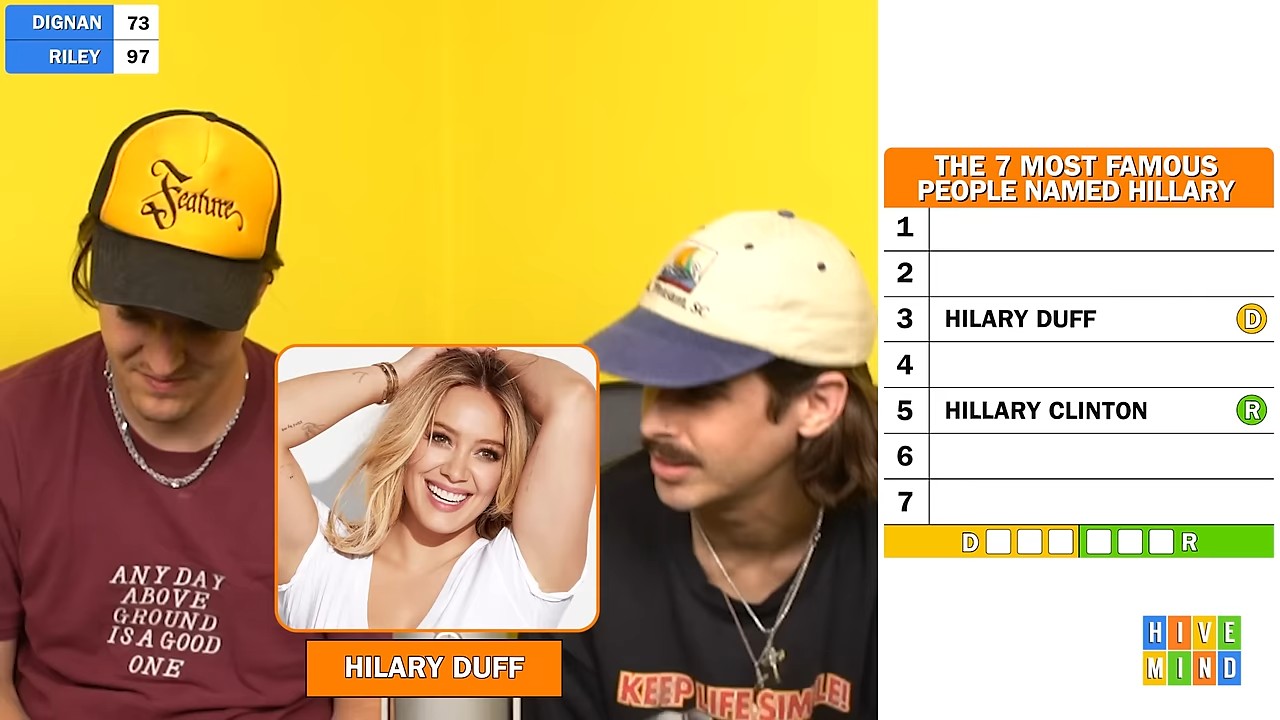 DIGNAN 73
RILEY 97
Feature
ANY DAY
ABOVE
GROUND
IS A GOOD
ONE
HILARY DUFF
KEEP LIFE SIMPLE!
THE 7 MOST FAMOUS
PEOPLE NAMED HILLARY
1
2
3 HILARY DUFF D
4
5 HILLARY CLINTON R
6
7
D R
HIVE
MIND